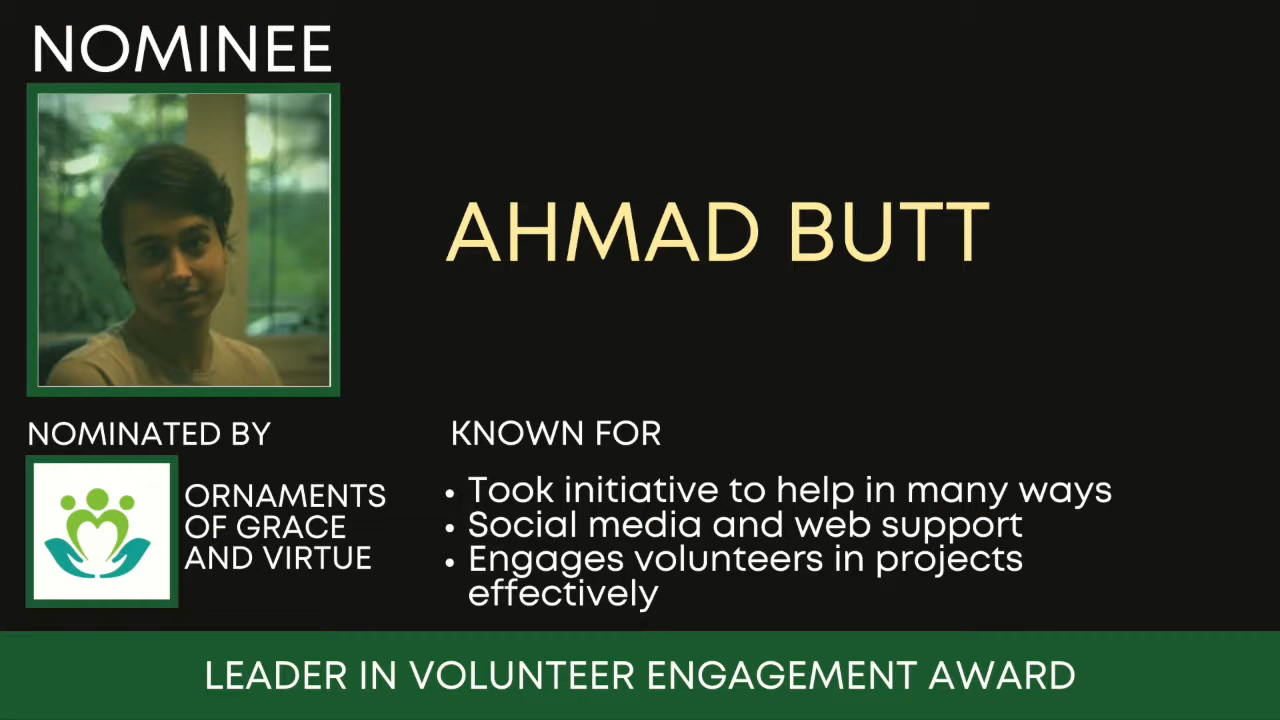 NOMINEE
AHMAD BUTT
NOMINATED BY
ORNAMENTS
OF GRACE
AND VIRTUE
KNOWN FOR
• Took initiative to help in many ways
• Social media and web support
• Engages volunteers in projects
effectively
LEADER IN VOLUNTEER ENGAGEMENT AWARD